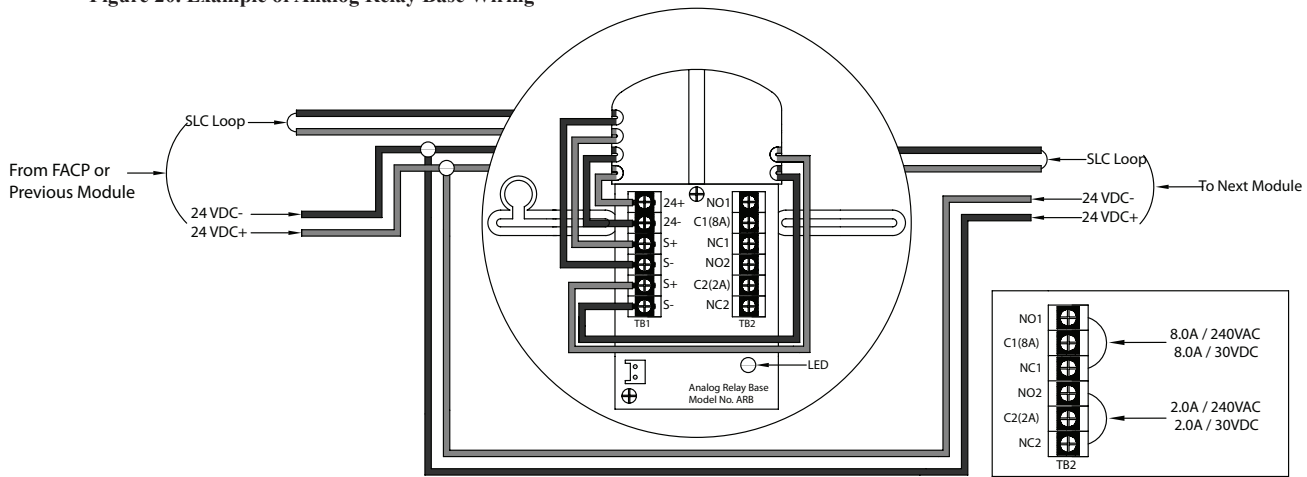 Figure 20. Example of Analog Relay Base Wiring
SLC Loop
From FACP or
Previous Module
24 VDC-
24 VDC+
24+
24-
S+
S-
S+
S-
TB1
NO1
C1(8A)
NC1
NO2
C2(2A)
NC2
TB2
LED
Analog Relay Base
Model No. ARB
SLC Loop
To Next Module
24 VDC-
24 VDC+
NO1
C1(8A)
NC1
NO2
C2(2A)
NC2
TB2
8.0A / 240VAC
8.0A / 30VDC
2.0A / 240VAC
2.0A / 30VDC